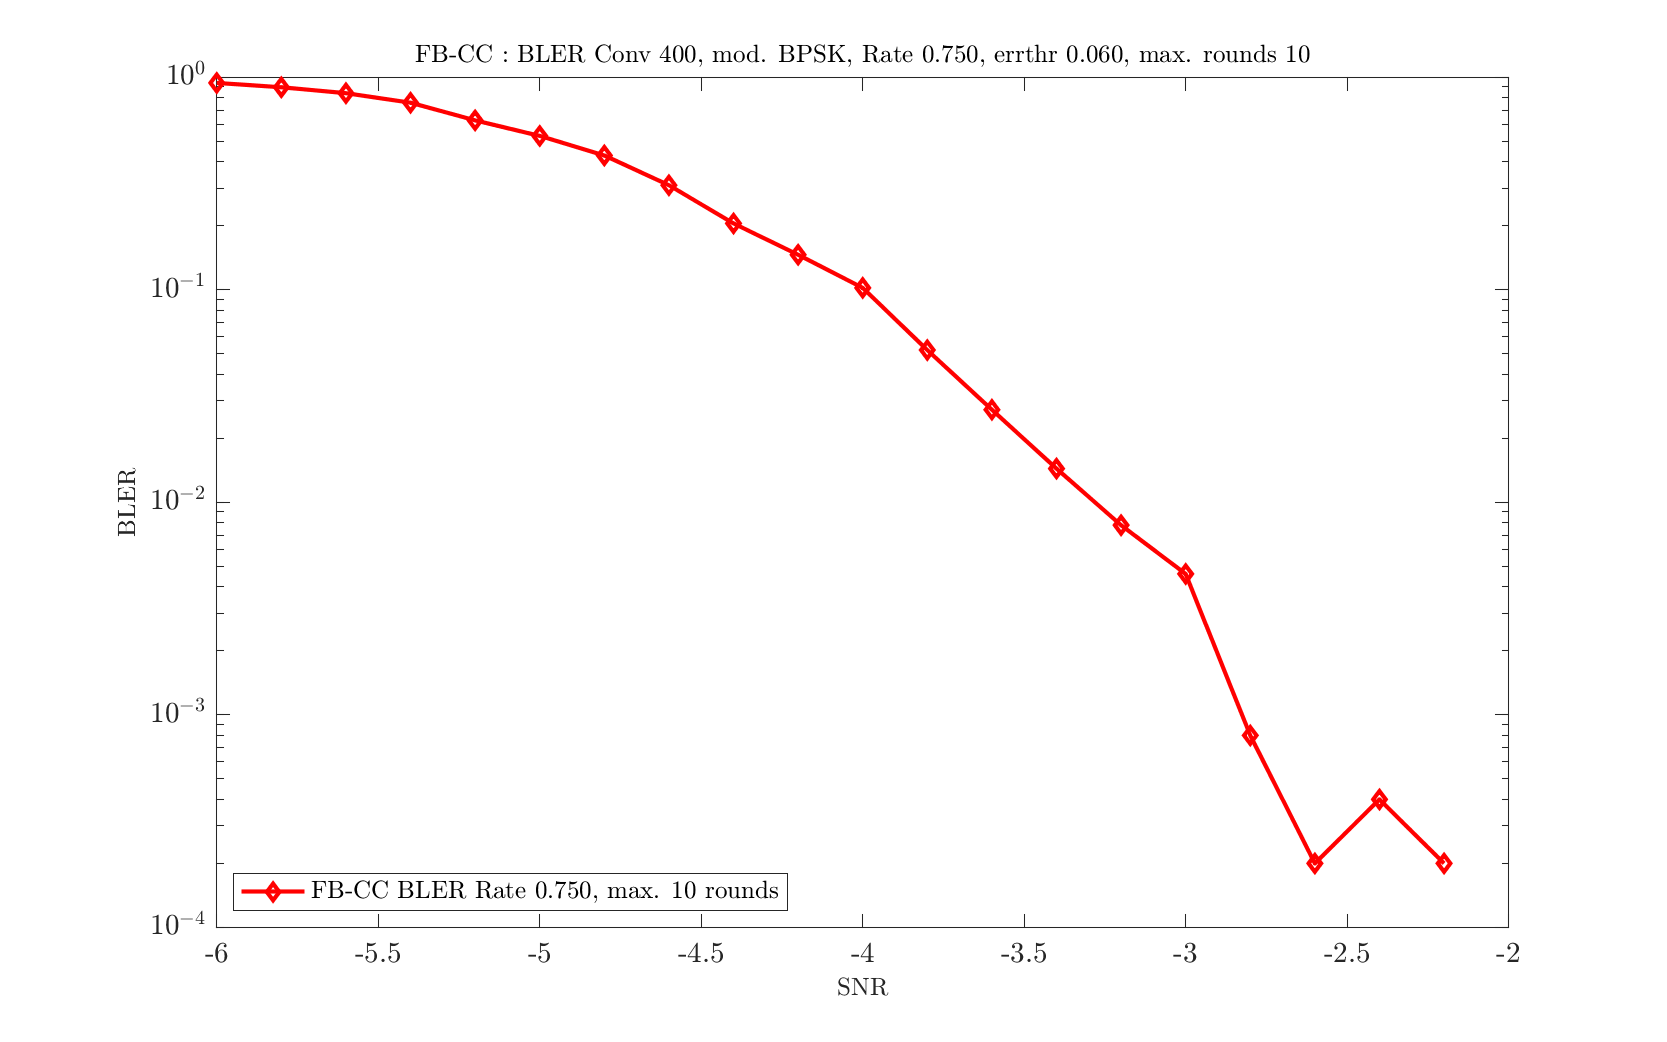 FB-CC : BLER Conv 400, mod. BPSK, Rate 0.750, errthr 0.060, max. rounds 10
10^0
10^-1
10^-2
10^-3
10^-4
BLER
FB-CC BLER Rate 0.750, max. 10 rounds
-6 -5.5 -5 -4.5 -4 -3.5 -3 -2.5 -2
SNR